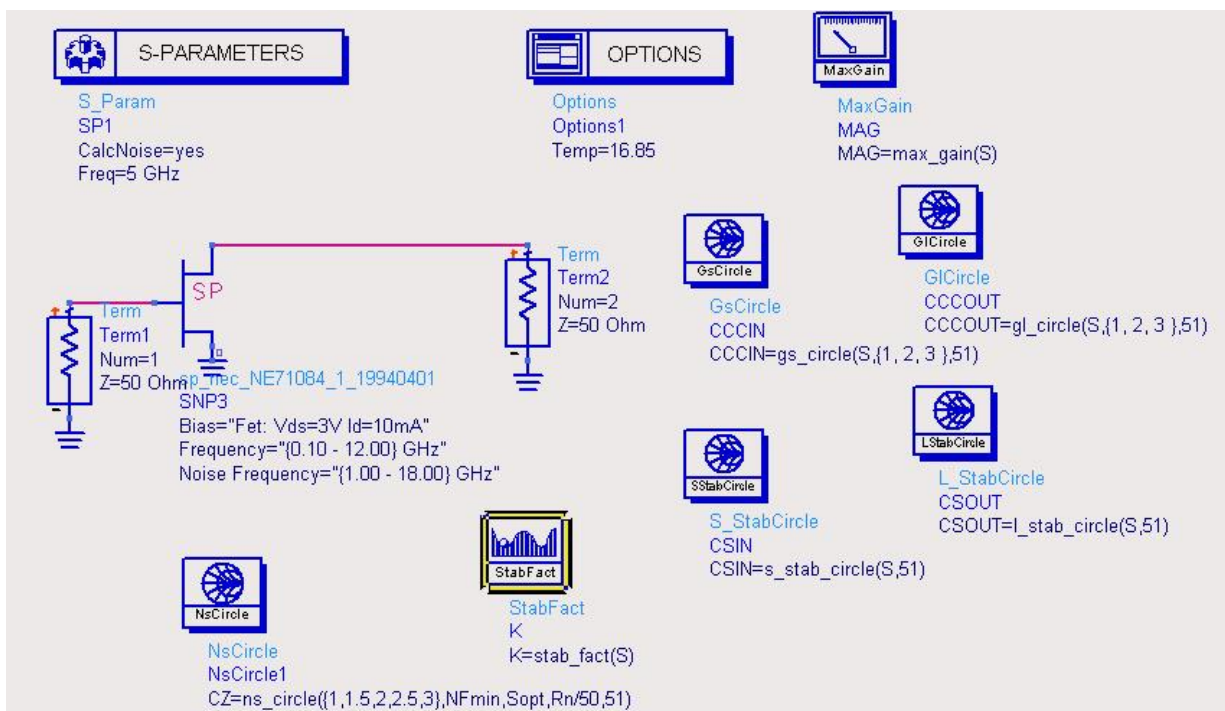 S-PARAMETERS
S_Param
SP1
CalcNoise=yes
Freq=5 GHz
OPTIONS
Options
Options1
Temp=16.85
MaxGain
MaxGain
MAG
MAG=max_gain(S)
GsCircle
GsCircle
CCCIN
CCCIN=gs_circle(S,{1, 2, 3 },51)
GlCircle
GlCircle
CCCOUT
CCCOUT=gl_circle(S,{1, 2, 3 },51)
Term
Term1
Num=1
Z=50 Ohm
SP
Term
Term2
Num=2
Z=50 Ohm
sp_nec_NE71084_1_19940401
SNP3
Bias="Fet: Vds=3V Id=10mA"
Frequency="{0.10 - 12.00} GHz"
Noise Frequency="{1.00 - 18.00} GHz"
SStabCircle
S_StabCircle
CSIN
CSIN=s_stab_circle(S,51)
LStabCircle
L_StabCircle
CSOUT
CSOUT=l_stab_circle(S,51)
NsCircle
NsCircle
NsCircle1
CZ=ns_circle({1,1.5,2,2.5,3},NFmin,Sopt,Rn/50,51)
StabFact
StabFact
K
K=stab_fact(S)